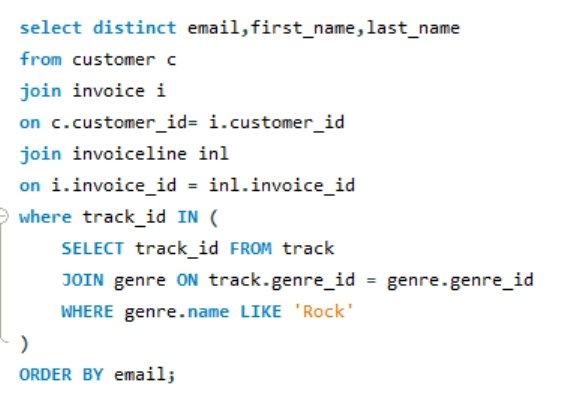 select distinct email,first_name,last_name
from customer c
join invoice i
on c.customer_id= i.customer_id
join invoiceline inl
on i.invoice_id = inl.invoice_id
where track_id IN (
    SELECT track_id FROM track
    JOIN genre ON track.genre_id = genre.genre_id
    WHERE genre.name LIKE 'Rock'
)
ORDER BY email;